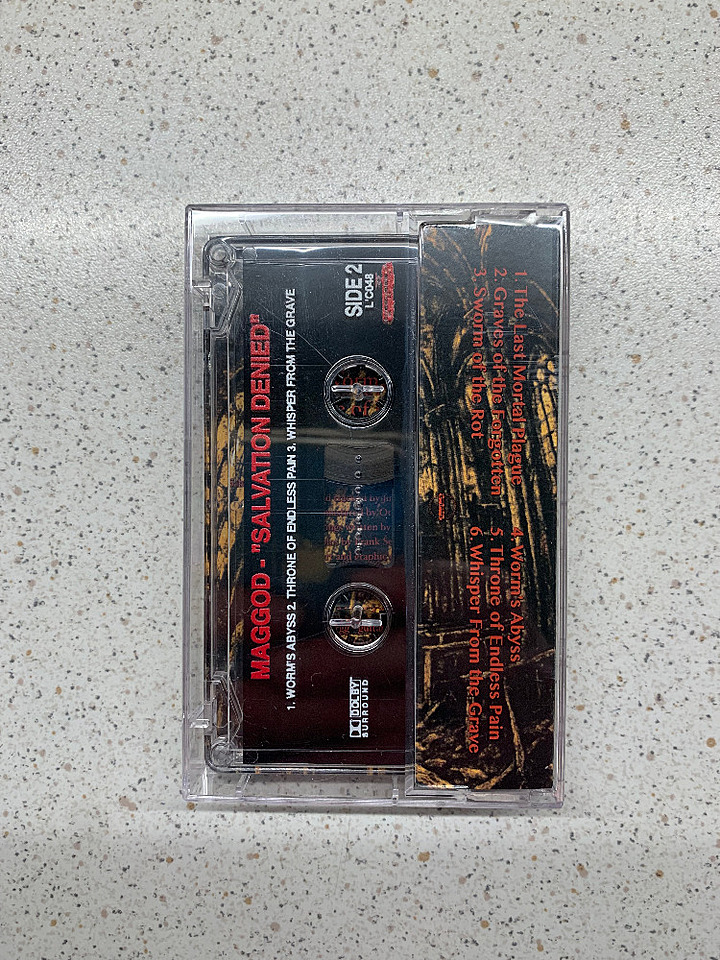 SIDE 2
L"C048
MAGGOD - "SALVATION DENIED"
1. WORM'S ABYSS 2. THRONE OF ENDLESS PAIN 3. WHISPER FROM THE GRAVE
DOLBY
SURROUND
1. The Last Mortal Plague
2. Graves of the Forgotten
3. Sworm of the Rot
4. Worm's Abyss
5. Throne of Endless Pain
6. Whisper From the Grave